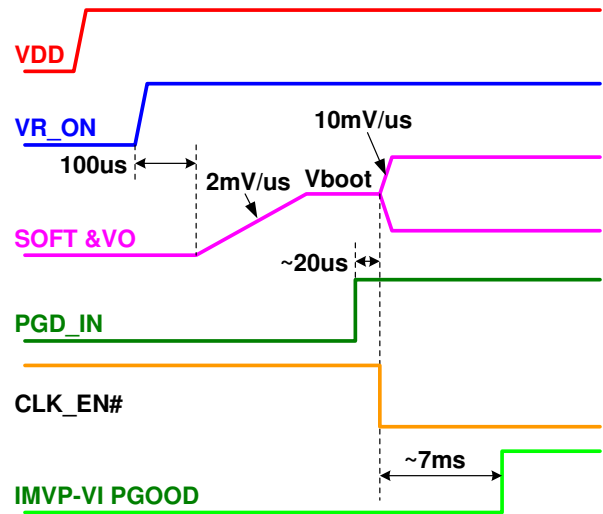 VDD
VR_ON
10mV/us
100us
2mV/us
Vboot
SOFT &VO
~20us
PGD_IN
CLK_EN#
~7ms
IMVP-VI PGOOD